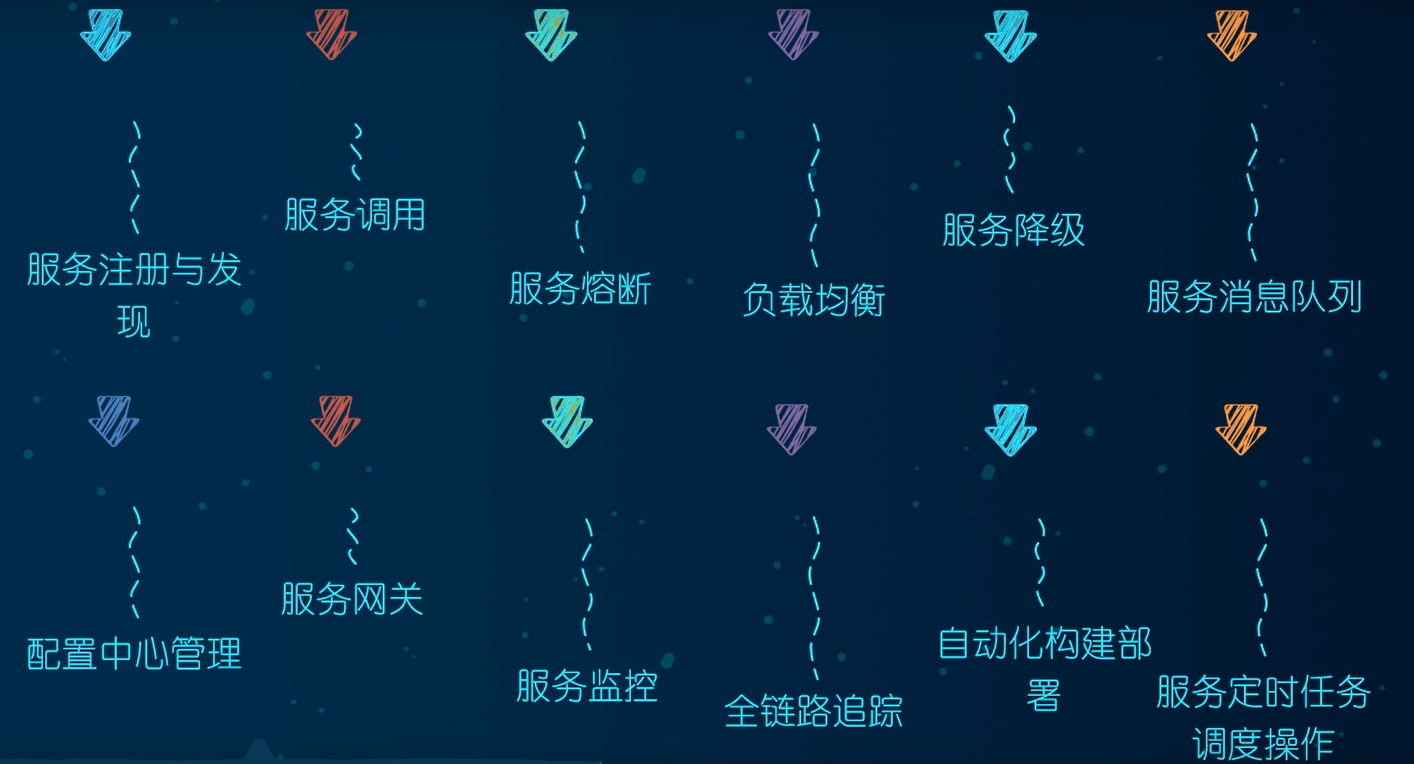 服务注册与发
现
服务调用
服务熔断
负载均衡
服务降级
服务消息队列
配置中心管理
服务网关
服务监控
全链路追踪
自动化构建部
署
服务定时任务
调度操作